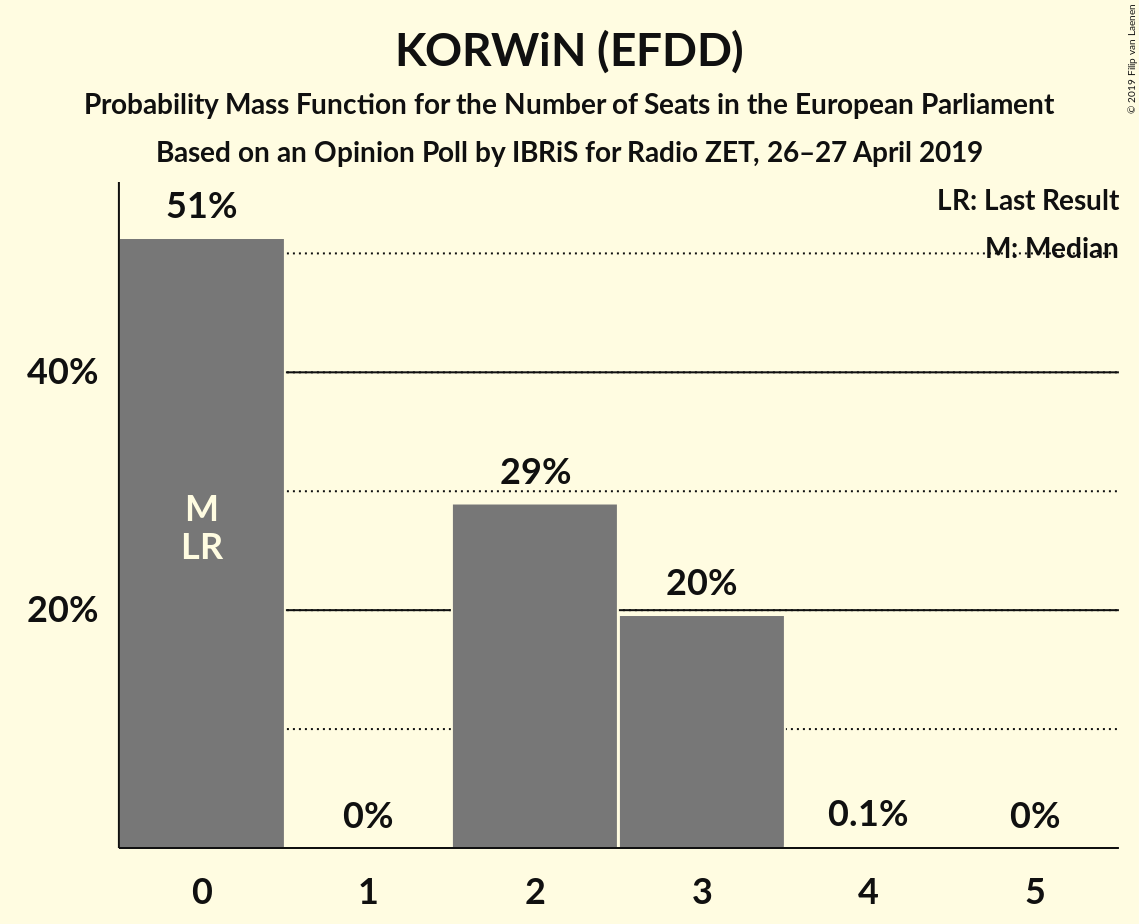 KORWiN (EFDD)
Probability Mass Function for the Number of Seats in the European Parliament
Based on an Opinion Poll by IBRiS for Radio ZET, 26–27 April 2019
© 2019 Filip van Laenen
LR: Last Result
M: Median
51%
40%
29%
M
LR
20%
20%
0%
0.1%
0%
0 1 2 3 4 5